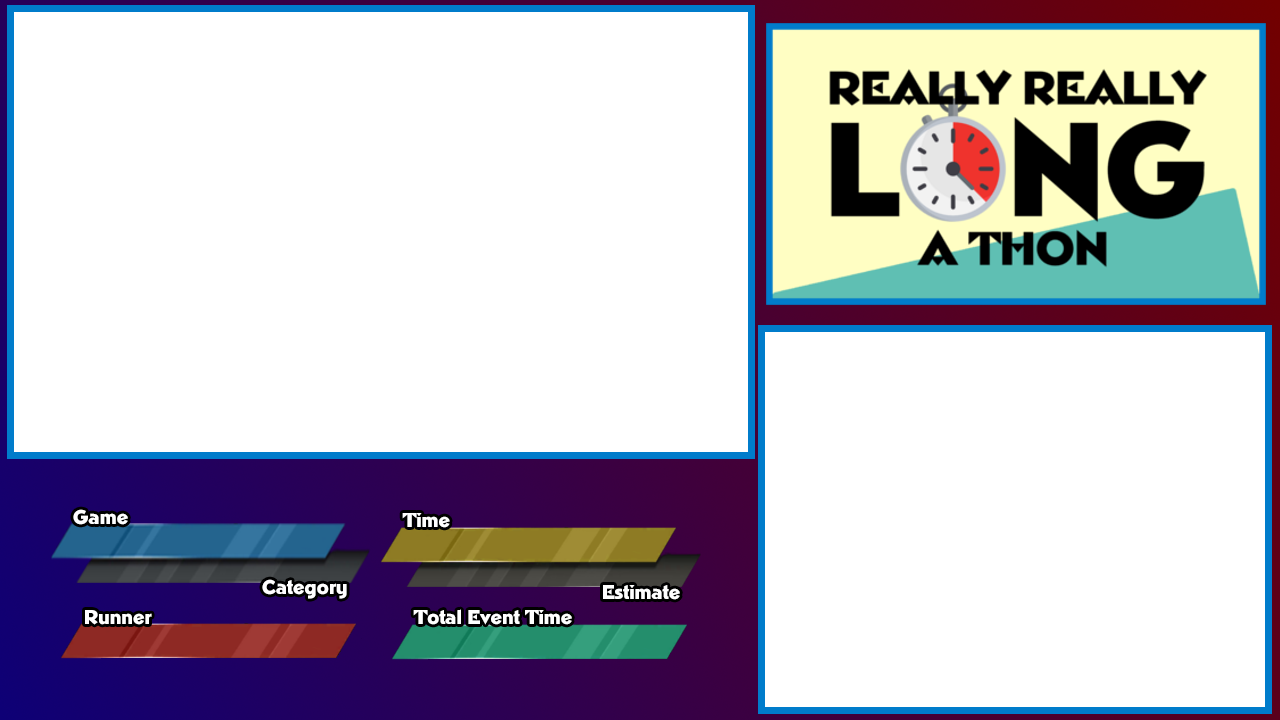 REALLY REALLY
LONG
A THON
Game
Category
Runner
Time
Estimate
Total Event Time